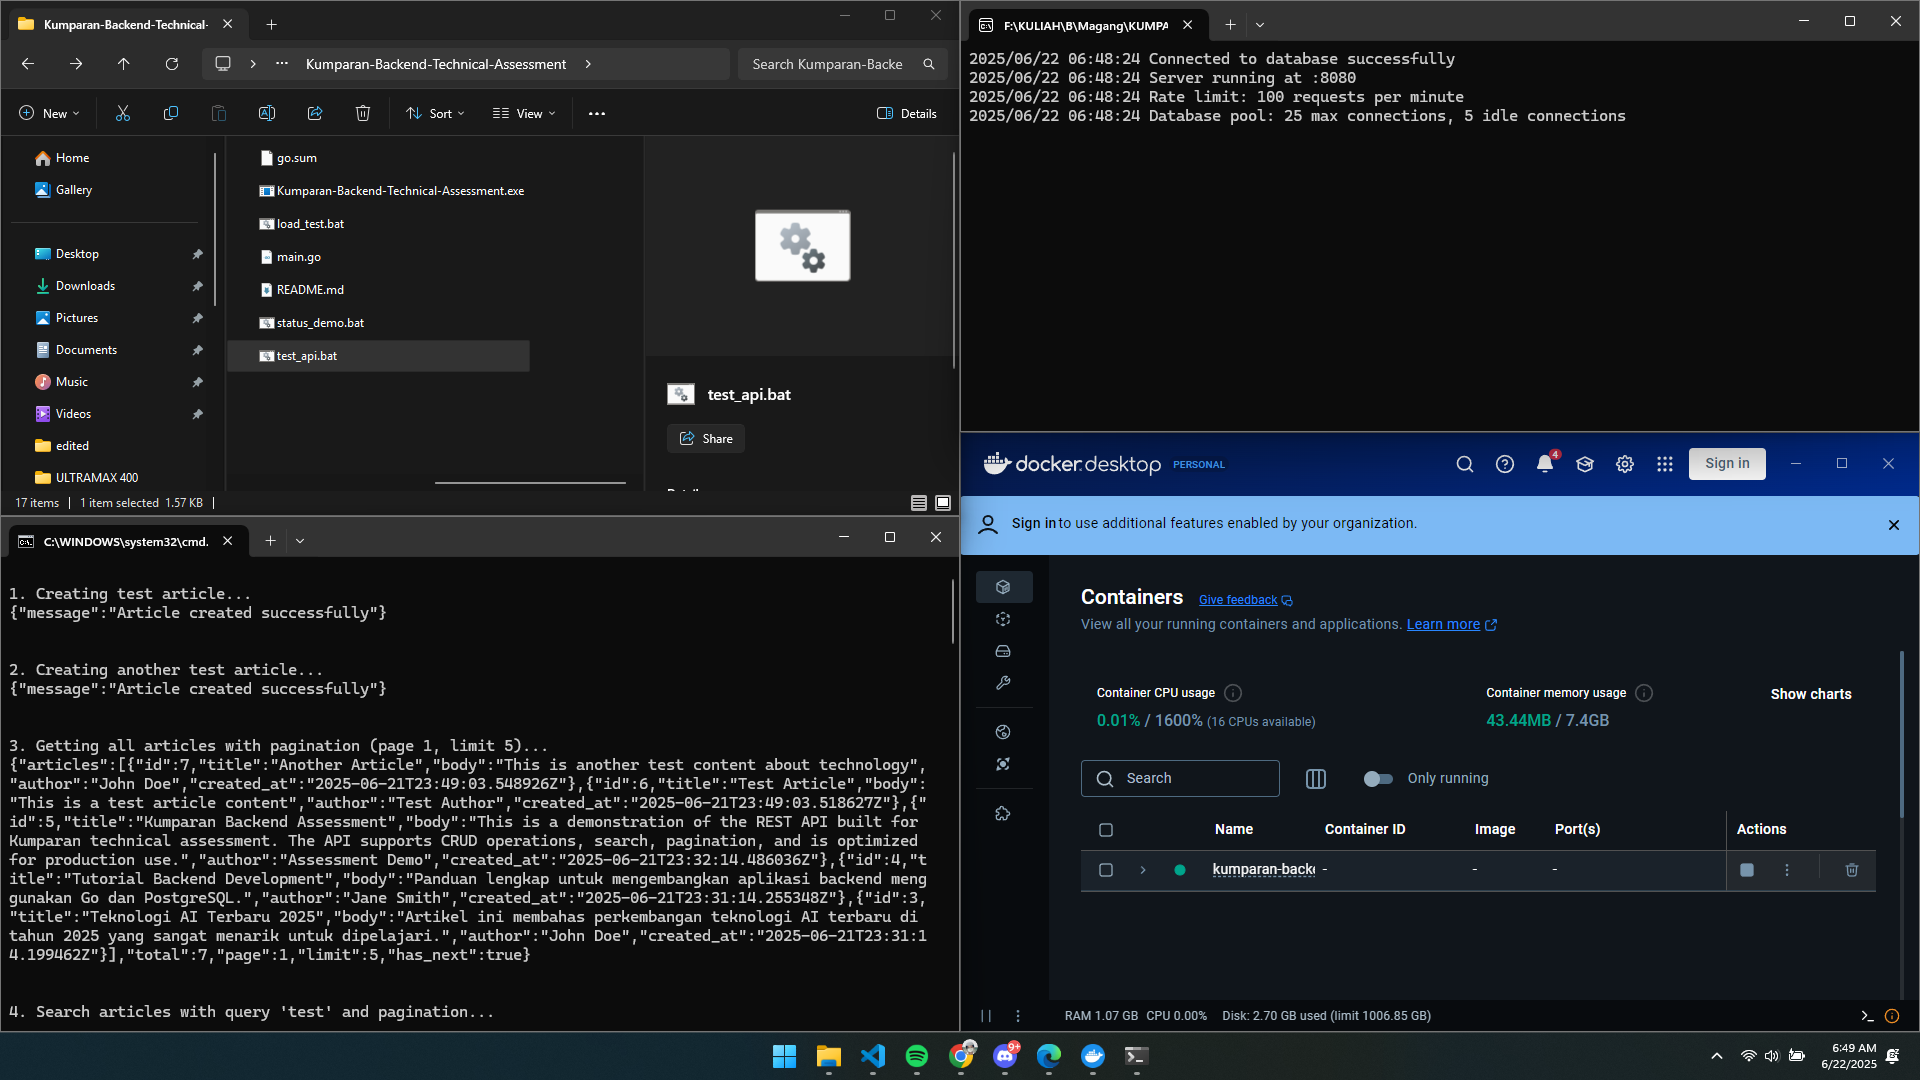 Kumparan-Backend-Technical-
Kumparan-Backend-Technical-Assessment
Search Kumparan-Backe
New
Sort
View
Details
Home
Gallery
Desktop
Downloads
Pictures
Documents
Music
Videos
edited
ULTRAMAX 400
go.sum
Kumparan-Backend-Technical-Assessment.exe
load_test.bat
main.go
README.md
status_demo.bat
test_api.bat
test_api.bat
Share
17 items
1 item selected 1.57 KB
F:\KULIAH\B\Magang\KUMPA
2025/06/22 06:48:24 Connected to database successfully
2025/06/22 06:48:24 Server running at :8080
2025/06/22 06:48:24 Rate limit: 100 requests per minute
2025/06/22 06:48:24 Database pool: 25 max connections, 5 idle connections
C:\WINDOWS\system32\cmd.
1. Creating test article...
{"message":"Article created successfully"}
2. Creating another test article...
{"message":"Article created successfully"}
3. Getting all articles with pagination (page 1, limit 5)...
{"articles":[{"id":7,"title":"Another Article","body":"This is another test content about technology",
"author":"John Doe","created_at":"2025-06-21T23:49:03.548926Z"},{"id":6,"title":"Test Article","body":
"This is a test article content","author":"Test Author","created_at":"2025-06-21T23:49:03.518627Z"},{"
id":5,"title":"Kumparan Backend Assessment","body":"This is a demonstration of the REST API built for
Kumparan technical assessment. The API supports CRUD operations, search, pagination, and is optimized
for production use.","author":"Assessment Demo","created_at":"2025-06-21T23:32:14.486036Z"},{"id":4,"t
itle":"Tutorial Backend Development","body":"Panduan lengkap untuk mengembangkan aplikasi backend meng
gunakan Go dan PostgreSQL.","author":"Jane Smith","created_at":"2025-06-21T23:31:14.255348Z"},{"id":3,
"title":"Teknologi AI Terbaru 2025","body":"Artikel ini membahas perkembangan teknologi AI terbaru di
tahun 2025 yang sangat menarik untuk dipelajari.","author":"John Doe","created_at":"2025-06-21T23:31:1
4.199462Z"}],"total":7,"page":1,"limit":5,"has_next":true}
4. Search articles with query 'test' and pagination...
docker.desktop PERSONAL
4
Sign in
Sign in to use additional features enabled by your organization.
Containers
Give feedback
View all your running containers and applications. Learn more
Container CPU usage
0.01% / 1600% (16 CPUs available)
Container memory usage
43.44MB / 7.4GB
Show charts
Search
Only running
Name Container ID Image Port(s) Actions
kumparan-backe - - -
RAM 1.07 GB CPU 0.00% Disk: 2.70 GB used (limit 1006.85 GB)
9+
6:49 AM
6/22/2025